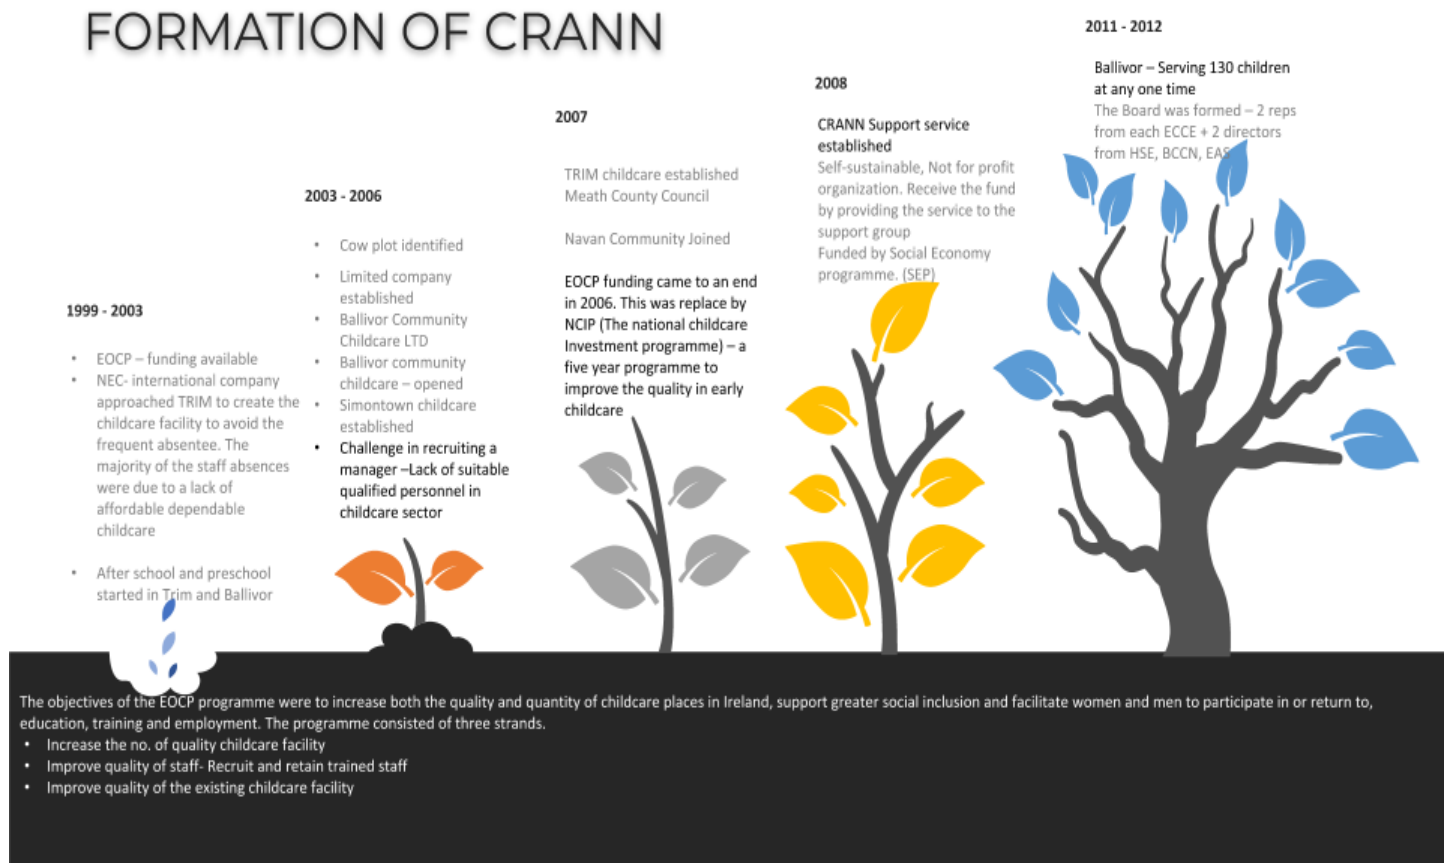 FORMATION OF CRANN
1999 - 2003
• EOCP – funding available
• NEC- international company
approached TRIM to create the
childcare facility to avoid the
frequent absentee. The
majority of the staff absences
were due to a lack of
affordable dependable
childcare
• After school and preschool
started in Trim and Ballivor
2003 - 2006
• Cow plot identified
• Limited company
established
• Ballivor Community
Childcare LTD
• Ballivor community
childcare – opened
• Simontown childcare
established
• Challenge in recruiting a
manager –Lack of suitable
qualified personnel in
childcare sector
2007
TRIM childcare established
Meath County Council
Navan Community Joined
EOCP funding came to an end
in 2006. This was replace by
NCIP (The national childcare
Investment programme) – a
five year programme to
improve the quality in early
childcare
2008
CRANN Support service
established
Self-sustainable, Not for profit
organization. Receive the fund
by providing the service to the
support group
Funded by Social Economy
programme. (SEP)
2011 - 2012
Ballivor – Serving 130 children
at any one time
The Board was formed – 2 reps
from each ECCE + 2 directors
from HSE, BCCN, EAS
The objectives of the EOCP programme were to increase both the quality and quantity of childcare places in Ireland, support greater social inclusion and facilitate women and men to participate in or return to,
education, training and employment. The programme consisted of three strands.
• Increase the no. of quality childcare facility
• Improve quality of staff- Recruit and retain trained staff
• Improve quality of the existing childcare facility